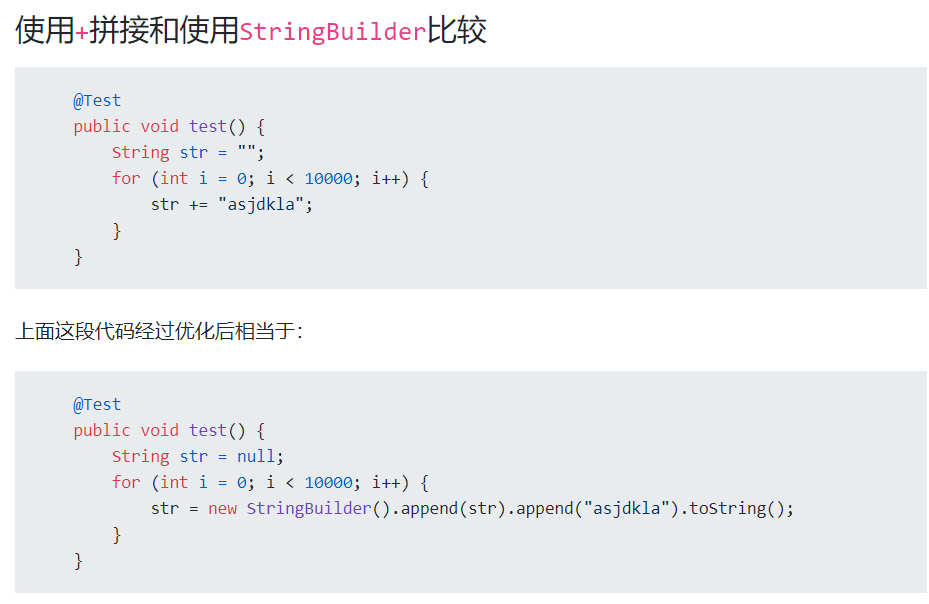 使用+拼接和使用StringBuilder比较
@Test
public void test() {
String str = "";
for (int i = 0; i < 10000; i++) {
str += "asjdkla";
}
}
上面这段代码经过优化后相当于：
@Test
public void test() {
String str = null;
for (int i = 0; i < 10000; i++) {
str = new StringBuilder().append(str).append("asjdkla").toString();
}
}